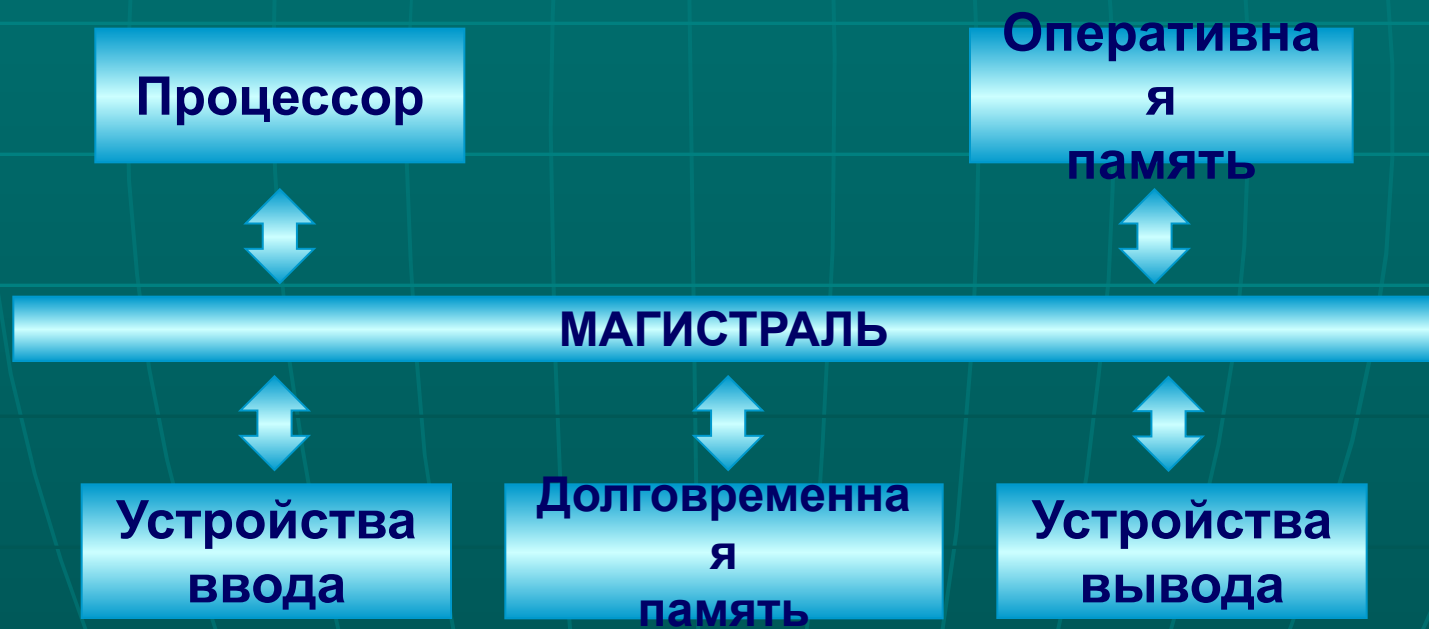 Процессор
Оперативна
я
память
МАГИСТРАЛЬ
Устройства
ввода
Долговременна
я
память
Устройства
вывода